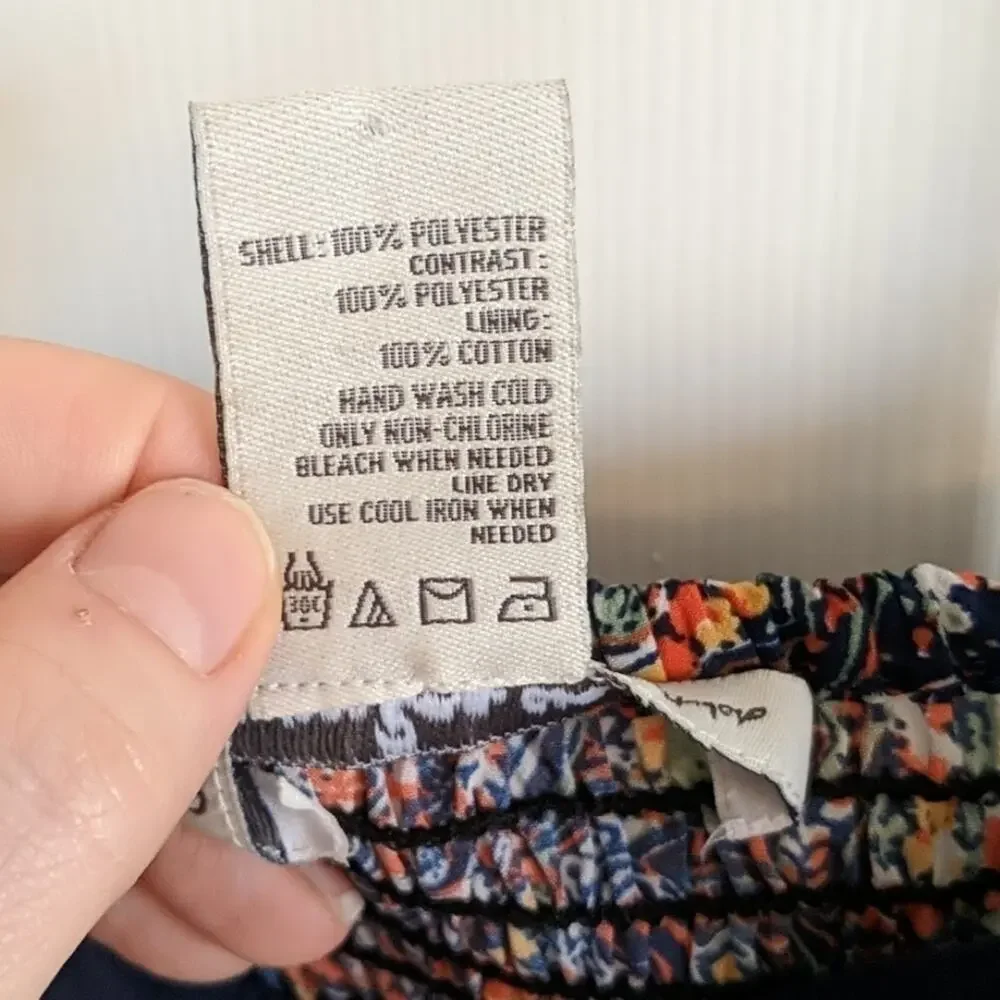 SHELL: 100% POLYESTER
CONTRAST:
100% POLYESTER
LINING:
100% COTTON
HAND WASH COLD
ONLY NON-CHLORINE
BLEACH WHEN NEEDED
LINE DRY
USE COOL IRON WHEN
NEEDED
30C